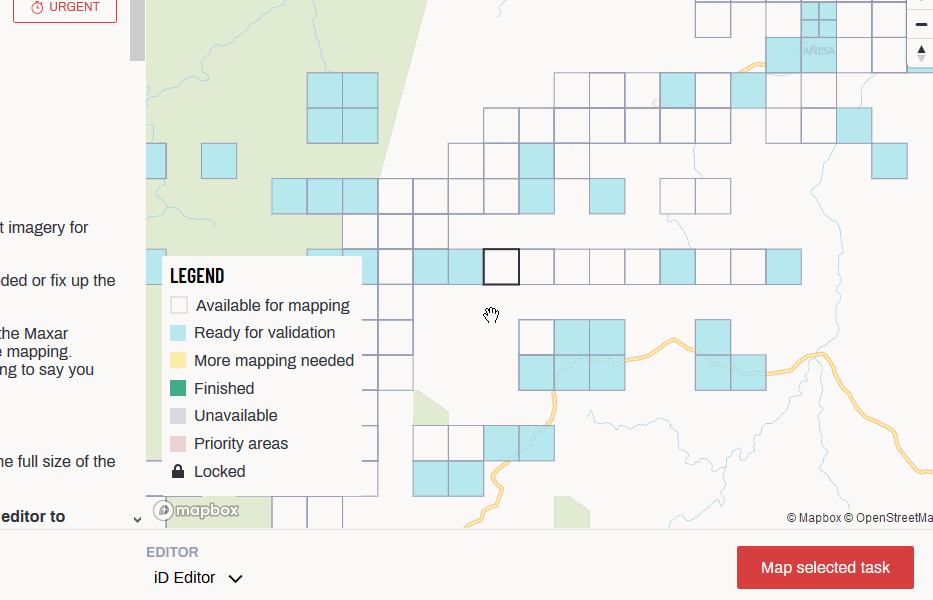 URGENT
t imagery for
ded or fix up the
the Maxar
e mapping.
ng to say you
ne full size of the
editor to
AÑESA
LEGEND
Available for mapping
Ready for validation
More mapping needed
Finished
Unavailable
Priority areas
Locked
mapbox
© Mapbox © OpenStreetMa
EDITOR
iD Editor
Map selected task